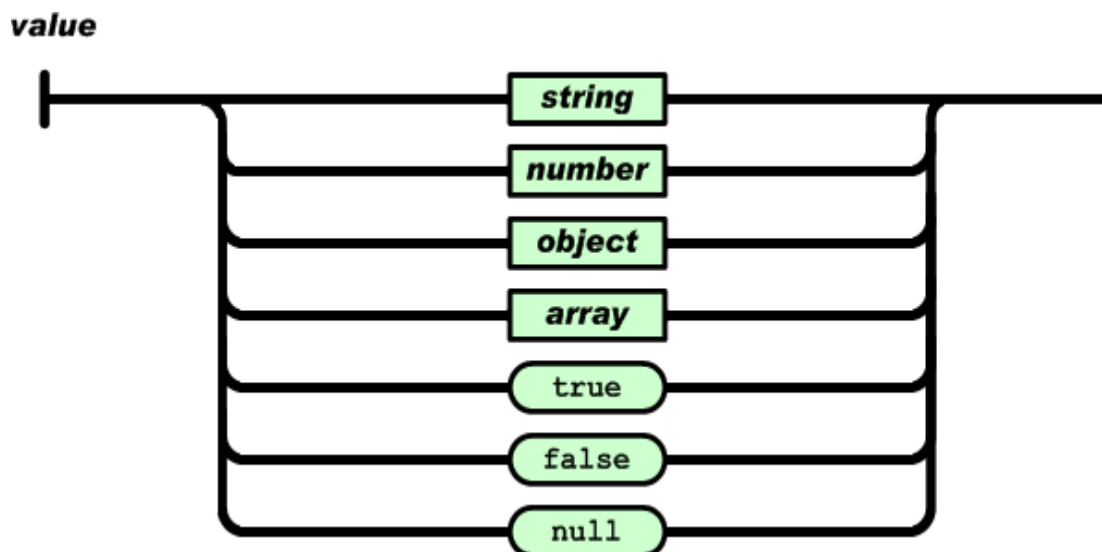 value
string
number
object
array
true
false
null